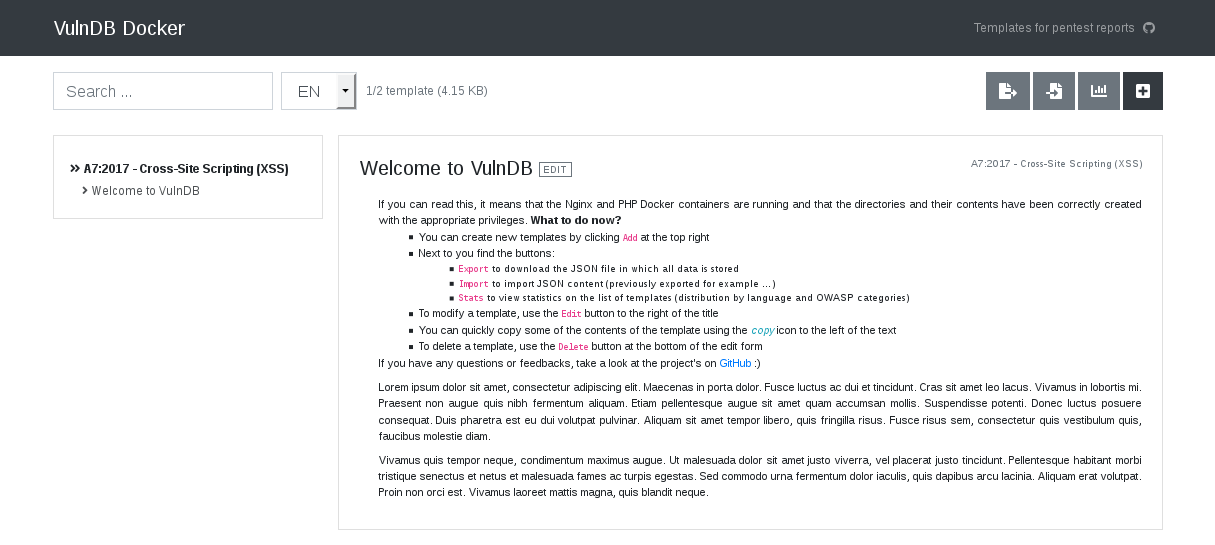 VulnDB Docker
Templates for pentest reports
Search ...
EN
1/2 template (4.15 KB)
A7:2017 - Cross-Site Scripting (XSS)
Welcome to VulnDB
Welcome to VulnDB EDIT
A7:2017 - Cross-Site Scripting (XSS)
If you can read this, it means that the Nginx and PHP Docker containers are running and that the directories and their contents have been correctly created
with the appropriate privileges. What to do now?
You can create new templates by clicking Add at the top right
Next to you find the buttons:
Export to download the JSON file in which all data is stored
Import to import JSON content (previously exported for example ...)
Stats to view statistics on the list of templates (distribution by language and OWASP categories)
To modify a template, use the Edit button to the right of the title
You can quickly copy some of the contents of the template using the copy icon to the left of the text
To delete a template, use the Delete button at the bottom of the edit form
If you have any questions or feedbacks, take a look at the project's on GitHub :)
Lorem ipsum dolor sit amet, consectetur adipiscing elit. Maecenas in porta dolor. Fusce luctus ac dui et tincidunt. Cras sit amet leo lacus. Vivamus in lobortis mi.
Praesent non augue quis nibh fermentum aliquam. Etiam pellentesque augue sit amet quam accumsan mollis. Suspendisse potenti. Donec luctus posuere
consequat. Duis pharetra est eu dui volutpat pulvinar. Aliquam sit amet tempor libero, quis fringilla risus. Fusce risus sem, consectetur quis vestibulum quis,
faucibus molestie diam.
Vivamus quis tempor neque, condimentum maximus augue. Ut malesuada dolor sit amet justo viverra, vel placerat justo tincidunt. Pellentesque habitant morbi
tristique senectus et netus et malesuada fames ac turpis egestas. Sed commodo urna fermentum dolor iaculis, quis dapibus arcu lacinia. Aliquam erat volutpat.
Proin non orci est. Vivamus laoreet mattis magna, quis blandit neque.